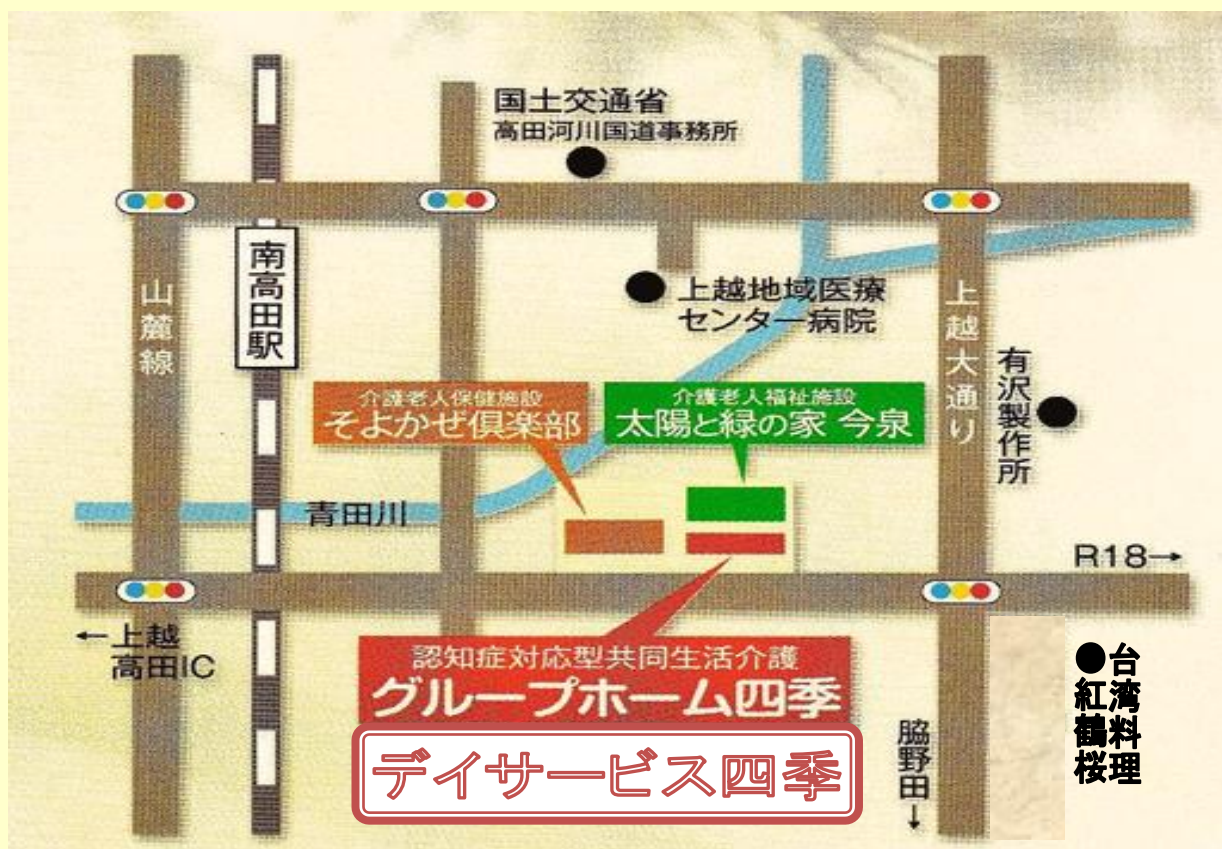 国土交通省
高田河川国道事務所
南高田駅
山麓線
上越地域医療
センター病院
上越大通り
有沢製作所
介護老人保健施設
そよかぜ倶楽部
介護老人福祉施設
太陽と緑の家 今泉
青田川
R18→
←上越
高田IC
認知症対応型共同生活介護
グループホーム四季
デイサービス四季
脇野田↓
台湾料理
●紅鶴桜